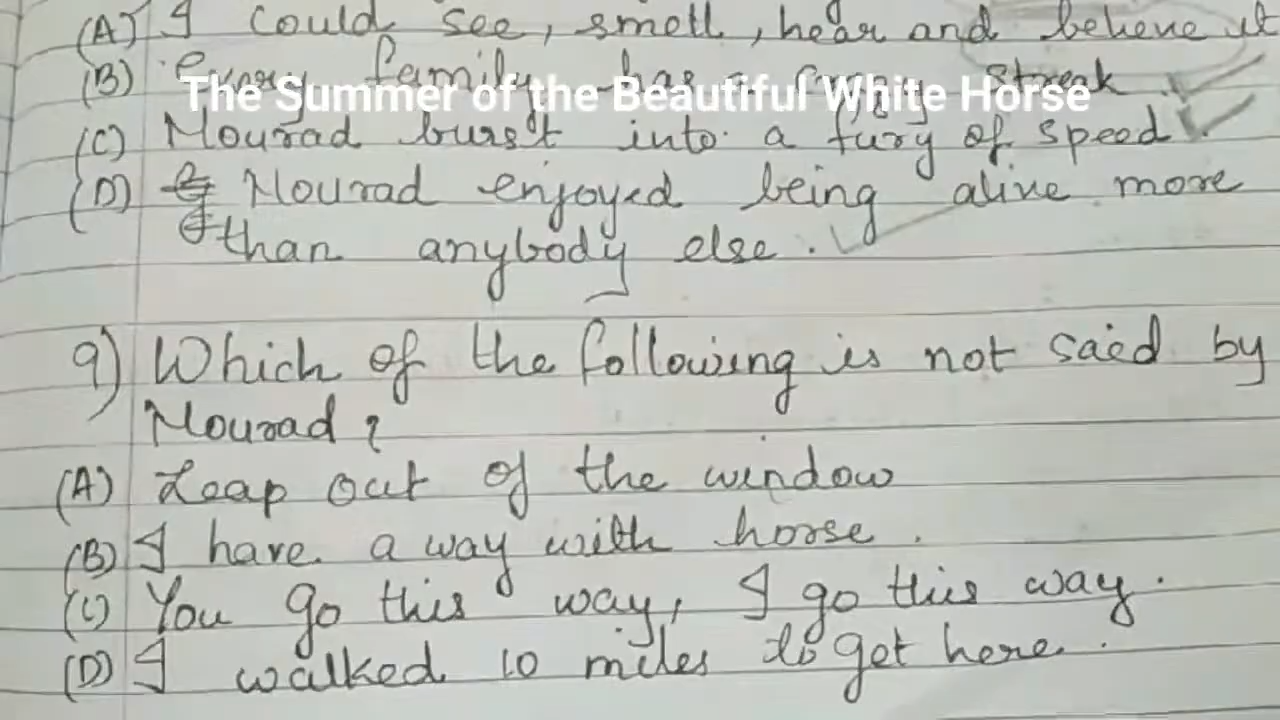 (A) I could see, smell, hear and believe it
(B) Every family has a crazy streak.
The Summer of the Beautiful White Horse
(C) Mourad burst into a fury of speed.
(D) Mourad enjoyed being alive more
than anybody else.
9) Which of the following is not said by
Mourad?
(A) Leap out of the window
(B) I have a way with horse.
(C) You go this way, I go this way.
(D) I walked 10 miles to get here.